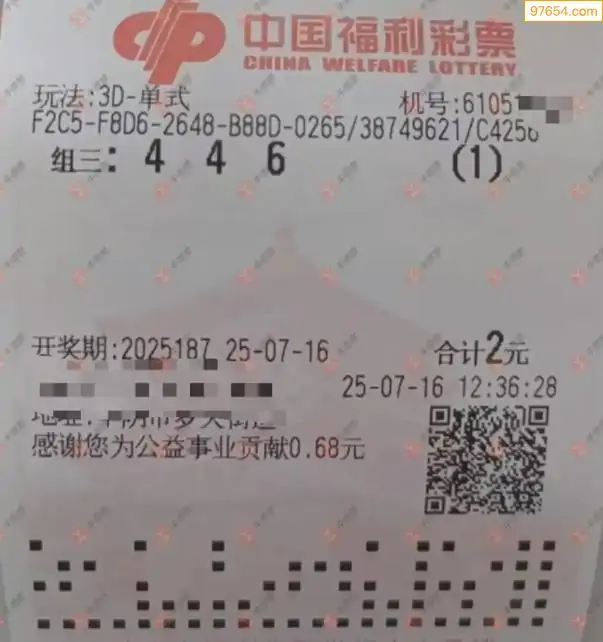 97654.com
中国福利彩票
CHINA WELFARE LOTTERY
玩法:3D-单式 机号:6105
F2C5-F8D6-2648-B88D-0265/38749621/C4256
组三: 4 4 6 (1)
开奖期:2025187 25-07-16 合计2元
25-07-16 12:36:28
地址:
感谢您为公益事业贡献0.68元